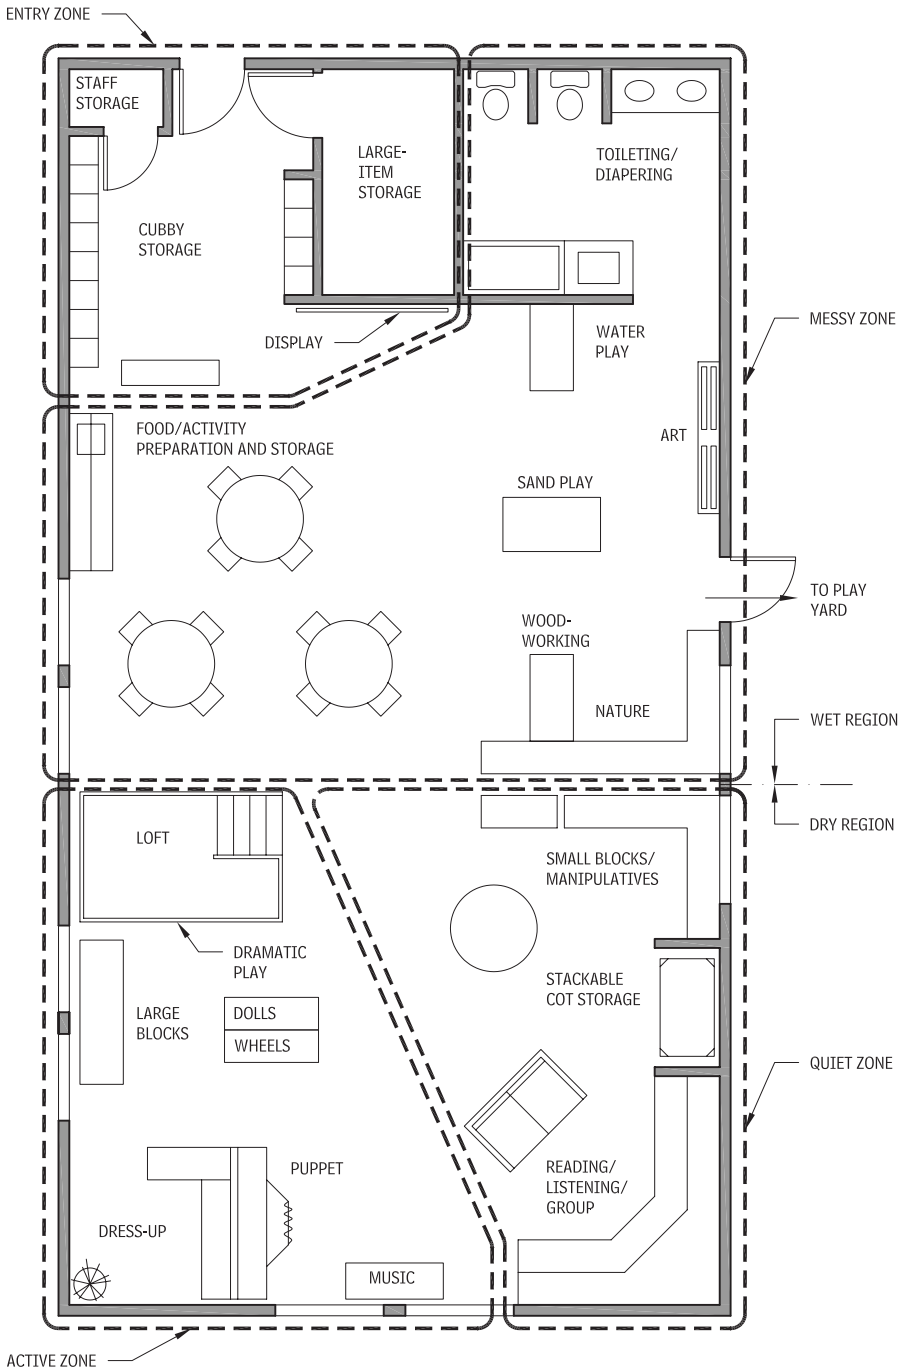 ENTRY ZONE
STAFF
STORAGE
LARGE-
ITEM
STORAGE
TOILETING/
DIAPERING
CUBBY
STORAGE
DISPLAY
WATER
PLAY
MESSY ZONE
FOOD/ACTIVITY
PREPARATION AND STORAGE
ART
SAND PLAY
TO PLAY
YARD
WOOD-
WORKING
NATURE
WET REGION
DRY REGION
LOFT
SMALL BLOCKS/
MANIPULATIVES
DRAMATIC
PLAY
STACKABLE
COT STORAGE
LARGE
BLOCKS
DOLLS
WHEELS
QUIET ZONE
PUPPET
READING/
LISTENING/
GROUP
DRESS-UP
MUSIC
ACTIVE ZONE